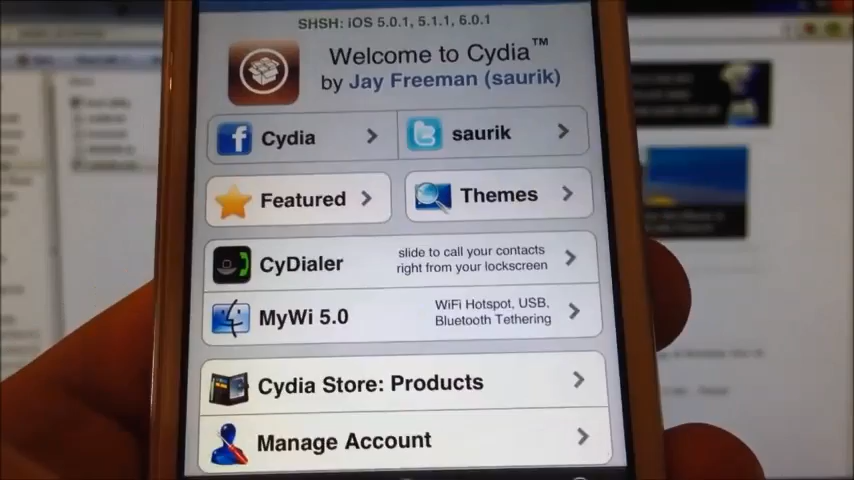 SHSH: iOS 5.0.1, 5.1.1, 6.0.1
Welcome to Cydia™
by Jay Freeman (saurik)
Cydia
saurik
Featured
Themes
CyDialer
slide to call your contacts
right from your lockscreen
MyWi 5.0
WiFi Hotspot, USB,
Bluetooth Tethering
Cydia Store: Products
Manage Account